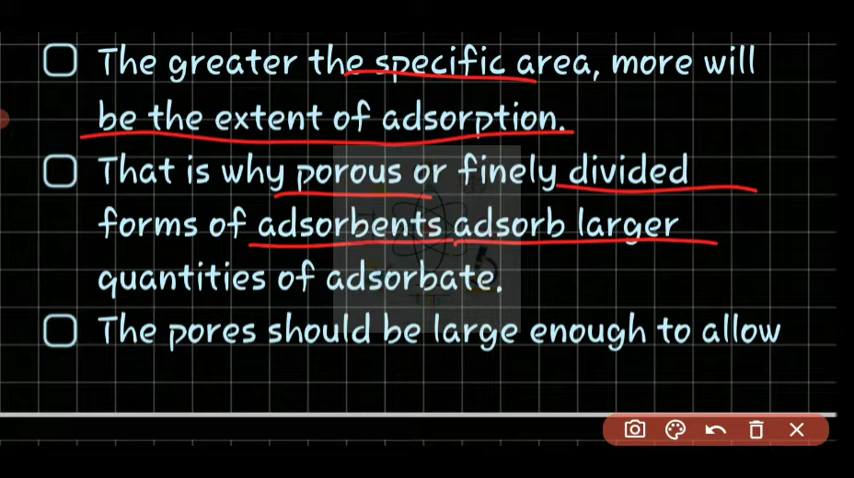 The greater the specific area, more will
be the extent of adsorption.
That is why porous or finely divided
forms of adsorbents adsorb larger
quantities of adsorbate.
The pores should be large enough to allow